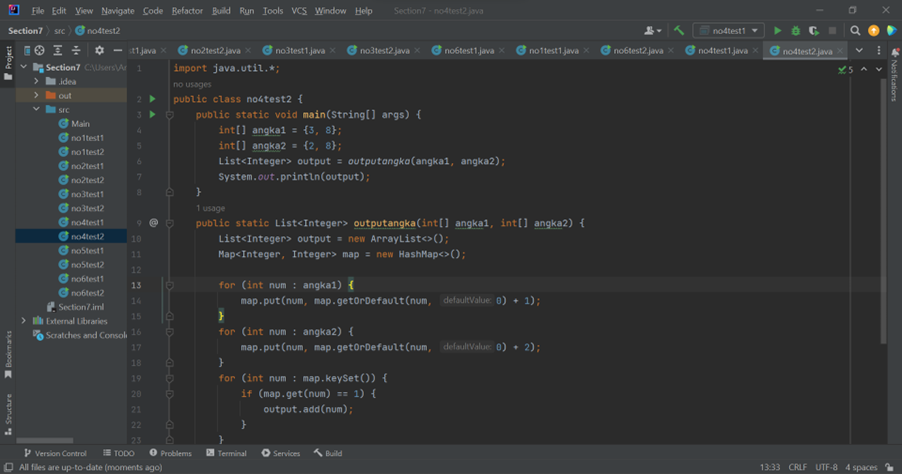 File Edit View Navigate Code Refactor Build Run Tools VCS Window Help Section7 - no4test2.java
Section7 src no4test2 no4test1
Project st1.java no2test2.java no3test1.java no3test2.java no6test1.java no1test1.java no6test2.java no4test1.java no4test2.java
Section7
.idea
out
src
Main
no1test1
no1test2
no2test1
no2test2
no3test1
no3test2
no4test1
no4test2
no5test1
no5test2
no6test1
no6test2
Section7.iml
External Libraries
Scratches and Consol
Bookmarks
Structure
Notifications
5
1 import java.util.*;
no usages
2 public class no4test2 {
3 public static void main(String[] args) {
4 int[] angka1 = {3, 8};
5 int[] angka2 = {2, 8};
6 List<Integer> output = outputangka(angka1, angka2);
7 System.out.println(output);
8 }
1 usage
9 @ public static List<Integer> outputangka(int[] angka1, int[] angka2) {
10 List<Integer> output = new ArrayList<>();
11 Map<Integer, Integer> map = new HashMap<>();
12
13 for (int num : angka1) {
14 map.put(num, map.getOrDefault(num, defaultValue: 0) + 1);
15 }
16 for (int num : angka2) {
17 map.put(num, map.getOrDefault(num, defaultValue: 0) + 2);
18 }
19 for (int num : map.keySet()) {
20 if (map.get(num) == 1) {
21 output.add(num);
22 }
23 }
Version Control TODO Problems Terminal Services Build
All files are up-to-date (moments ago) 13:33 CRLF UTF-8 4 spaces